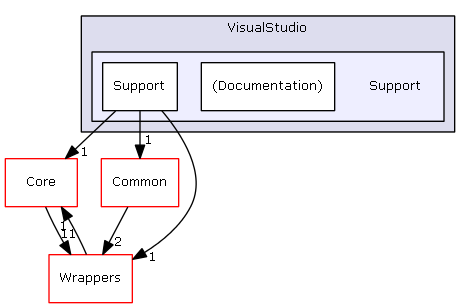 VisualStudio
Support
(Documentation)
Support
1
1
Core
Common
1
11
2
1
Wrappers